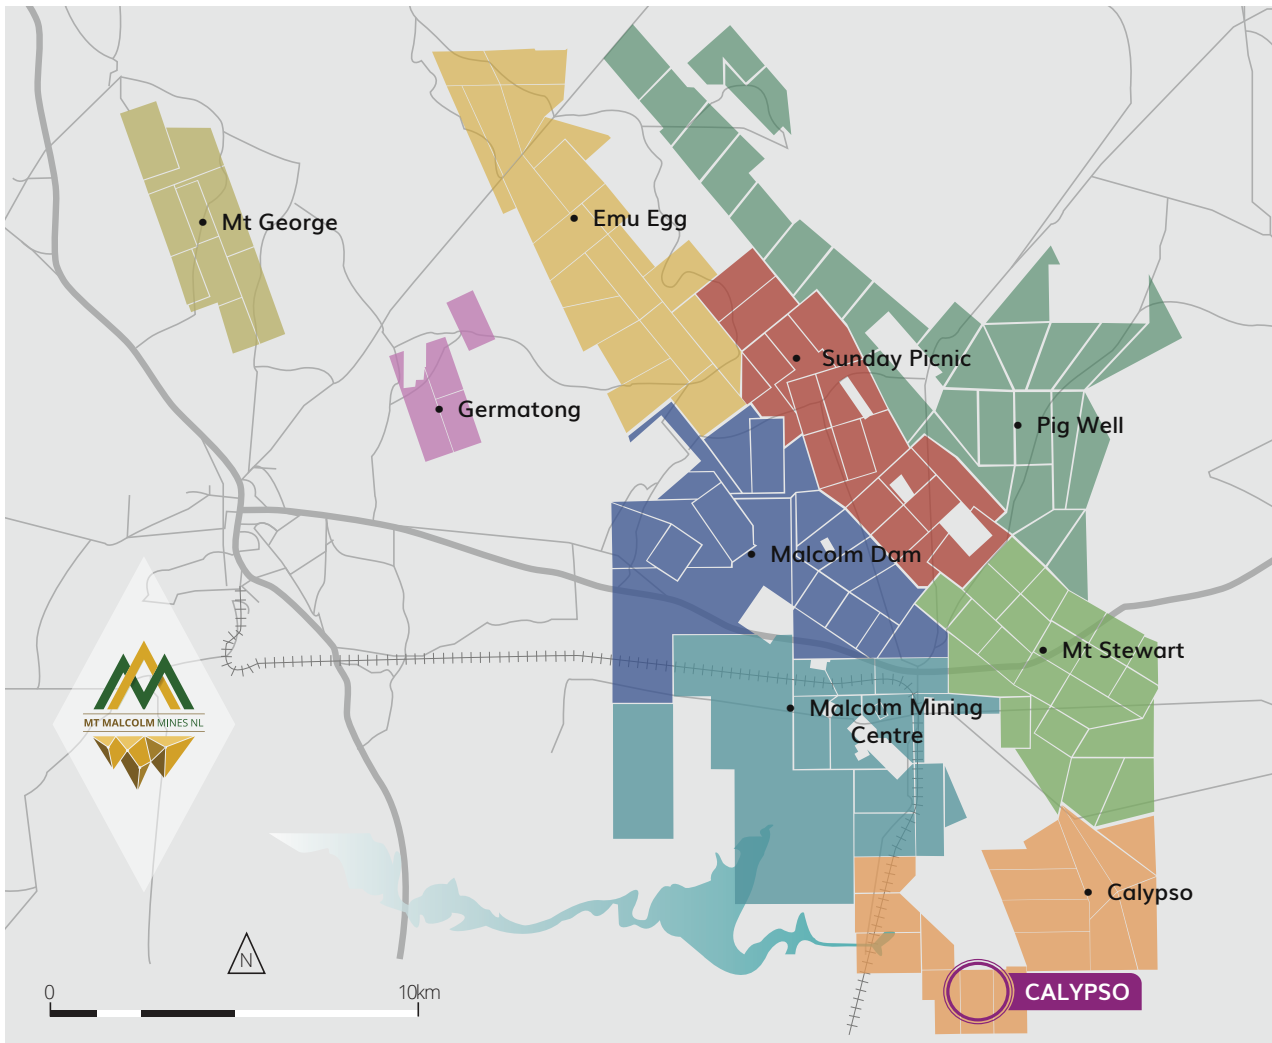 Mt George
Emu Egg
Sunday Picnic
Germatong
Pig Well
Malcolm Dam
Mt Stewart
Malcolm Mining
Centre
MT MALCOLM MINES NL
Calypso
N
CALYPSO
0
10km